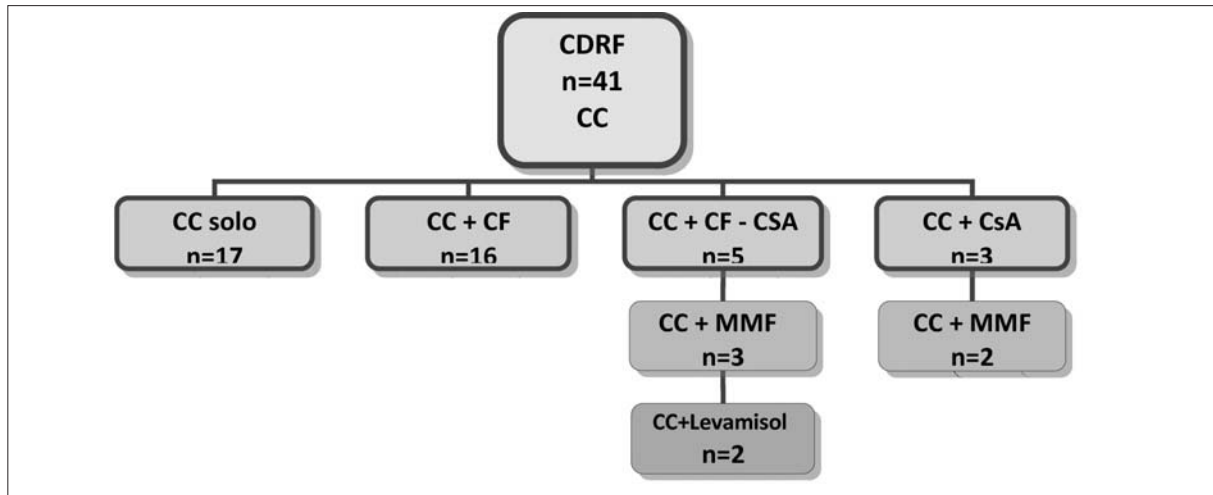 CDRF
n=41
CC
CC solo
n=17
CC + CF
n=16
CC + CF - CSA
n=5
CC + CsA
n=3
CC + MMF
n=3
CC + MMF
n=2
CC+Levamisol
n=2